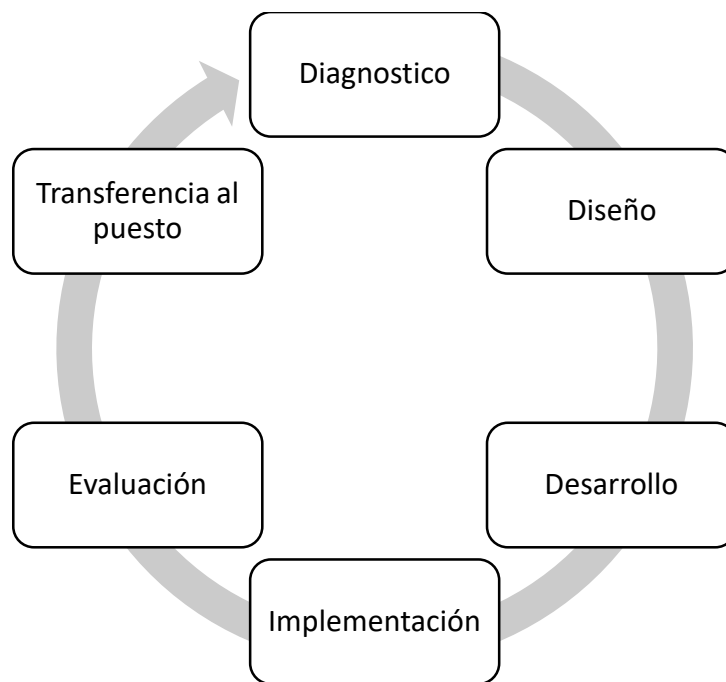 Diagnostico
Diseño
Desarrollo
Implementación
Evaluación
Transferencia al
puesto